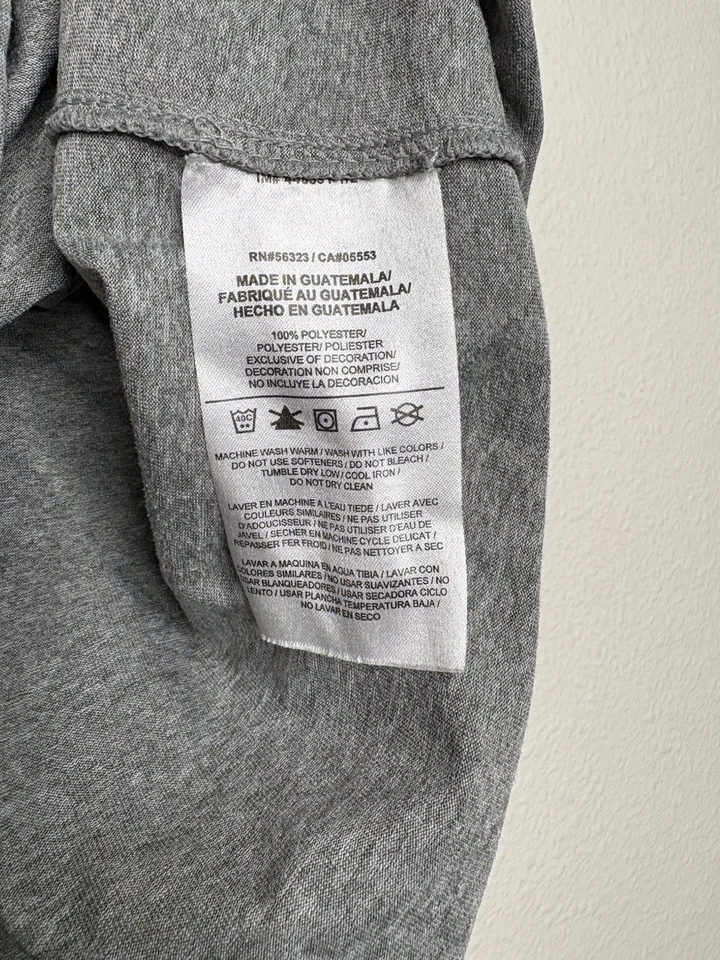 RN#56323 / CA#05553
MADE IN GUATEMALA/
FABRIQUÉ AU GUATEMALA/
HECHO EN GUATEMALA
100% POLYESTER/
POLYESTER/ POLIESTER
EXCLUSIVE OF DECORATION/
DECORATION NON COMPRISE/
NO INCLUYE LA DECORACION
40C
MACHINE WASH WARM / WASH WITH LIKE COLORS /
DO NOT USE SOFTENERS / DO NOT BLEACH /
TUMBLE DRY LOW / COOL IRON /
DO NOT DRY CLEAN
LAVER EN MACHINE A L'EAU TIEDE / LAVER AVEC
COULEURS SIMILAIRES / NE PAS UTILISER
D'ADOUCISSEUR / NE PAS UTILISER D'EAU DE
JAVEL / SECHER EN MACHINE CYCLE DELICAT /
REPASSER FER FROID / NE PAS NETTOYER A SEC
LAVAR A MAQUINA EN AGUA TIBIA / LAVAR CON
COLORES SIMILARES / NO USAR SUAVIZANTES / NO
USAR BLANQUEADORES / USAR SECADORA CICLO
LENTO / USAR PLANCHA TEMPERATURA BAJA /
NO LAVAR EN SECO